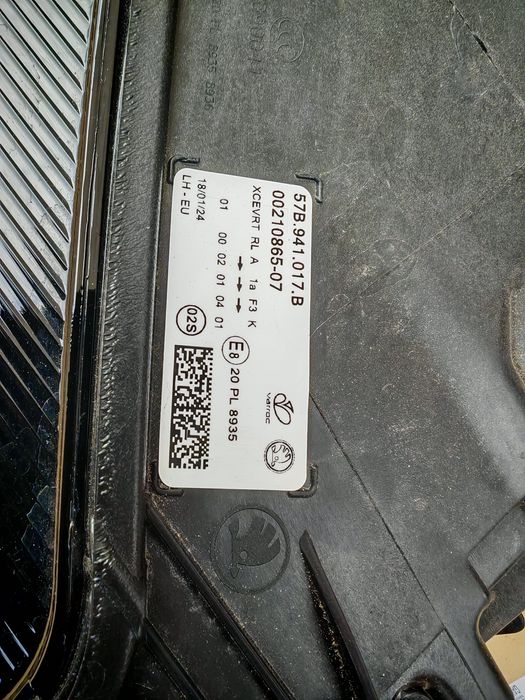 57B.941.017.B
00210865-07
varroc
XCEVRT RL A 1a F3 K
01 00 02 01 04 01
E8 20 PL 8935
18/01/24
LH - EU
02S